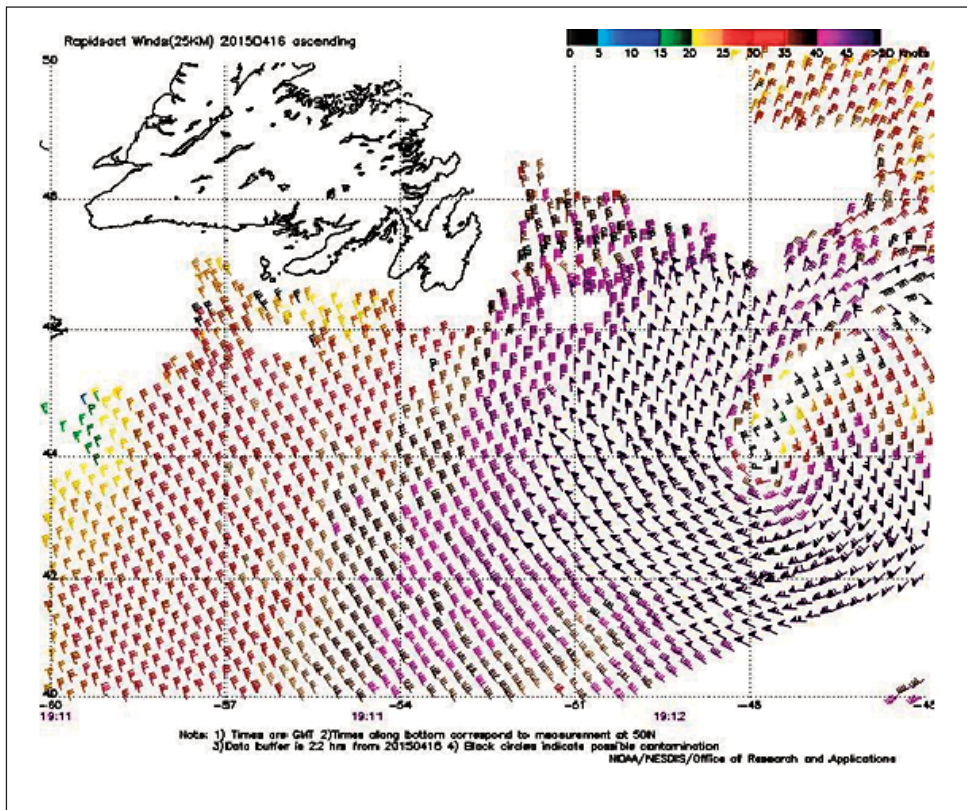 Rapidscat Winds(25KM) 20150416 ascending
0 5 10 15 20 25 30 35 40 45 >50 Knots
50
48
46
44
42
40
-60 -57 -54 -51 -48 -45
19:11 19:11 19:12
Note: 1) Times are GMT 2)Times along bottom correspond to measurement at 50N
3)Data buffer is 22 hrs from 20150416 4) Black circles indicate possible contamination
NOAA/NESDIS/Office of Research and Applications